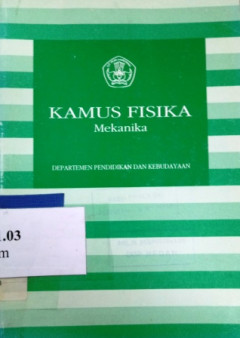 KAMUS FISIKA
Mekanika
DEPARTEMEN PENDIDIKAN DAN KEBUDAYAAN
.03
m